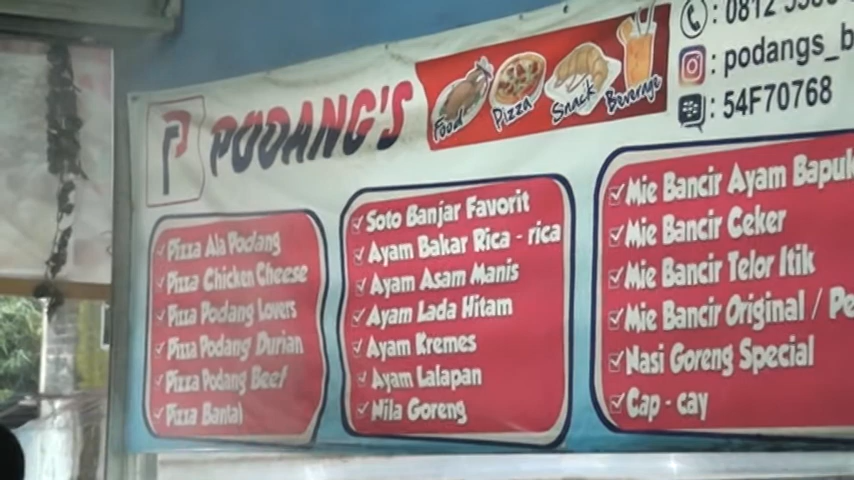 PODANG'S
Food
Pizza
Snack
Beverage
: 0812
: podangs_b
: 54F70768
Pizza Ala Podang
Pizza Chicken Cheese
Pizza Podang Lovers
Pizza Podang Durian
Pizza Podang Beef
Pizza Bantal
Soto Banjar Favorit
Ayam Bakar Rica - rica
Ayam Asam Manis
Ayam Lada Hitam
Ayam Kremes
Ayam Lalapan
Nila Goreng
Mie Bancir Ayam Bapuk
Mie Bancir Ceker
Mie Bancir Telor Itik
Mie Bancir Original / Pe
Nasi Goreng Special
Cap - cay